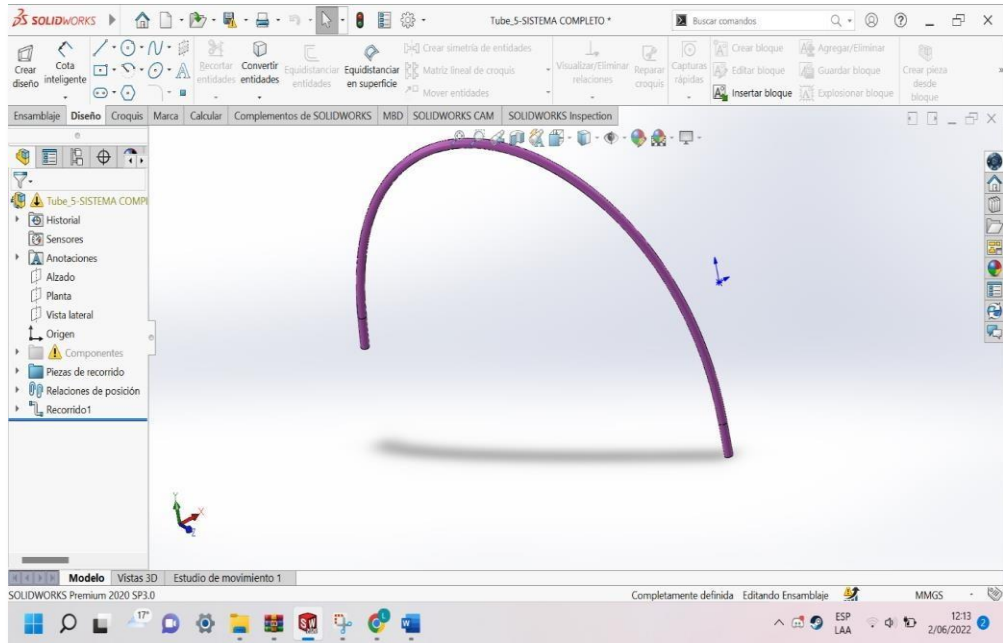 SOLIDWORKS
Tube_5-SISTEMA COMPLETO *
Buscar comandos
Crear diseño
Cota inteligente
Recortar entidades
Convertir entidades
Equidistanciar entidades
Equidistanciar en superficie
Crear simetría de entidades
Matriz lineal de croquis
Mover entidades
Visualizar/Eliminar relaciones
Reparar croquis
Capturas rápidas
Crear bloque
Editar bloque
Insertar bloque
Agregar/Eliminar
Guardar bloque
Explosionar bloque
Crear pieza desde bloque
Ensamblaje Diseño Croquis Marca Calcular Complementos de SOLIDWORKS MBD SOLIDWORKS CAM SOLIDWORKS Inspection
Tube_5-SISTEMA COMPL
Historial
Sensores
Anotaciones
Alzado
Planta
Vista lateral
Origen
Componentes
Piezas de recorrido
Relaciones de posición
Recorrido1
Y
X
Z
Modelo Vistas 3D Estudio de movimiento 1
SOLIDWORKS Premium 2020 SP3.0
Completamente definida Editando Ensamblaje MMGS
17°
ESP
LAA
12:13
2/06/2022
2